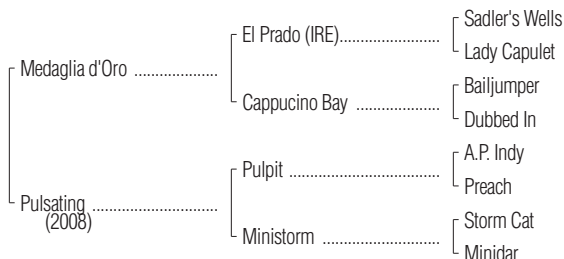 Sadler's Wells
El Prado (IRE)
Lady Capulet
Medaglia d'Oro
Bailjumper
Cappucino Bay
Dubbed In
A.P. Indy
Pulpit
Preach
Pulsating
(2008)
Storm Cat
Ministorm
Minidar